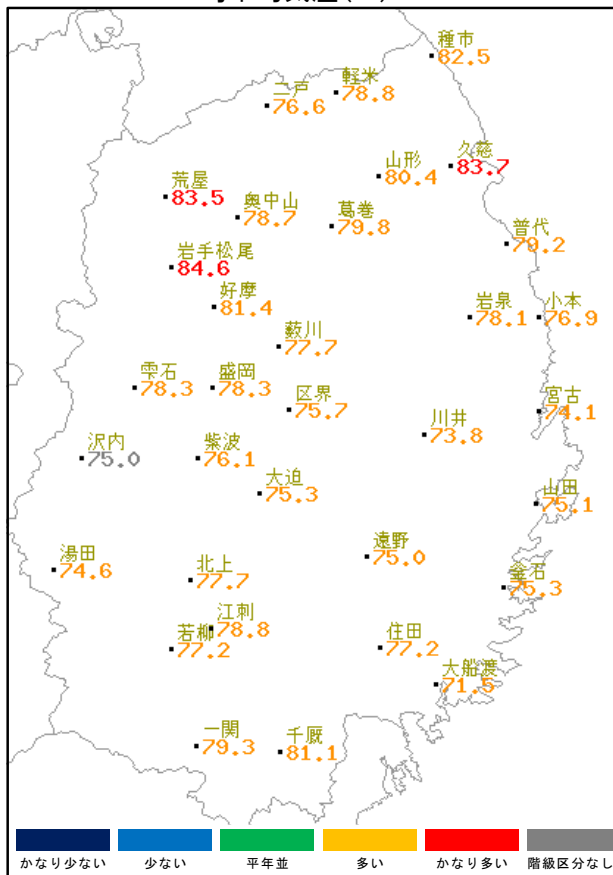 種市
82.5
軽米
78.8
二戸
76.6
久慈
83.7
山形
80.4
荒屋
83.5
奥中山
78.7
葛巻
79.8
普代
79.2
岩手松尾
84.6
好摩
81.4
岩泉
78.1
小本
76.9
藪川
77.7
雫石
78.3
盛岡
78.3
区界
75.7
宮古
74.1
川井
73.8
沢内
75.0
紫波
76.1
大迫
75.3
山田
75.1
遠野
75.0
湯田
74.6
北上
77.7
釜石
75.3
江刺
78.8
若柳
77.2
住田
77.2
大船渡
71.5
一関
79.3
千厩
81.1
かなり少ない 少ない 平年並 多い かなり多い 階級区分なし